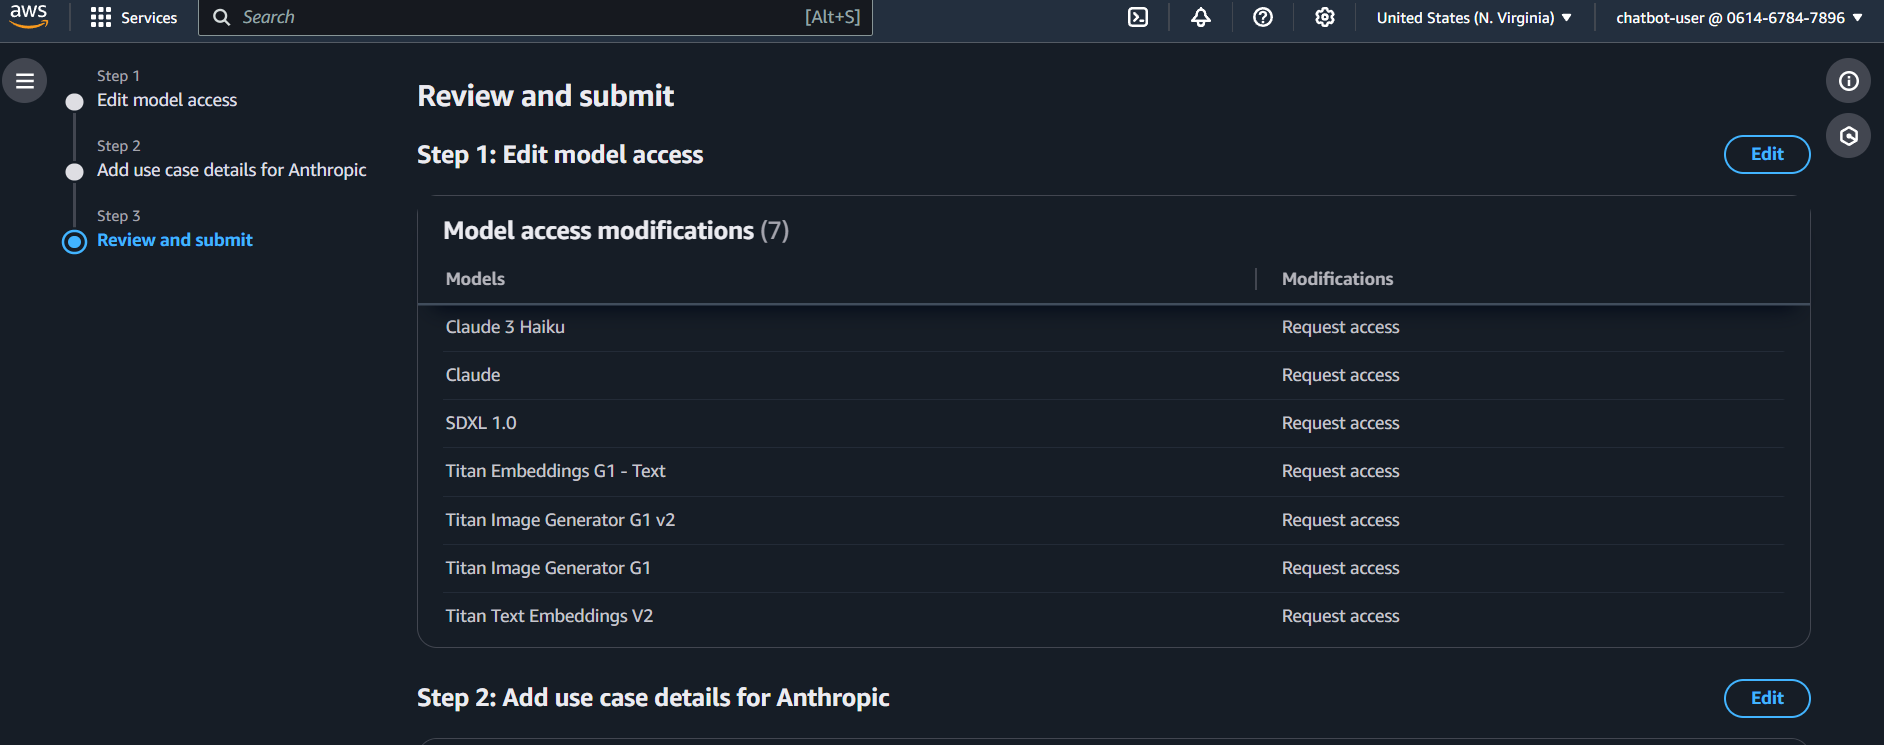 aws
Services
Search
[Alt+S]
United States (N. Virginia)
chatbot-user @ 0614-6784-7896
Step 1
Edit model access
Step 2
Add use case details for Anthropic
Step 3
Review and submit
Review and submit
Step 1: Edit model access
Edit
Model access modifications (7)
Models
Modifications
Claude 3 Haiku
Request access
Claude
Request access
SDXL 1.0
Request access
Titan Embeddings G1 - Text
Request access
Titan Image Generator G1 v2
Request access
Titan Image Generator G1
Request access
Titan Text Embeddings V2
Request access
Step 2: Add use case details for Anthropic
Edit